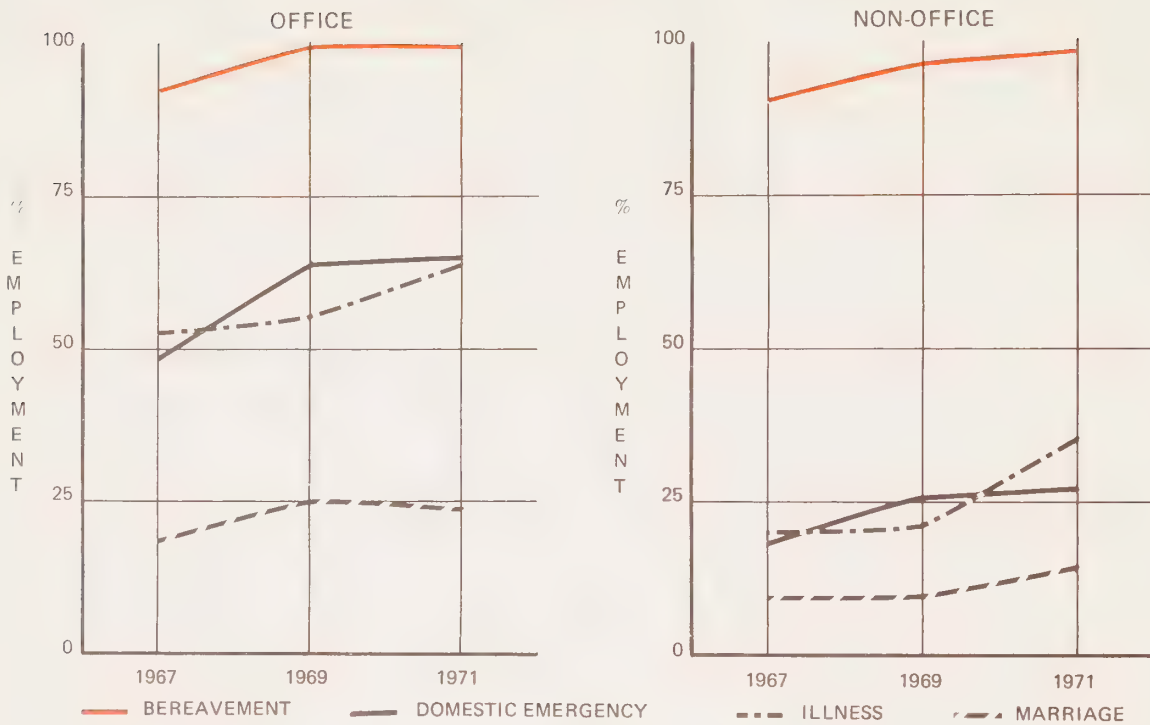 OFFICE
100
75
50
25
0
% EMPLOYMENT
1967 1969 1971
NON-OFFICE
100
75
50
25
0
% EMPLOYMENT
1967 1969 1971
BEREAVEMENT DOMESTIC EMERGENCY ILLNESS MARRIAGE